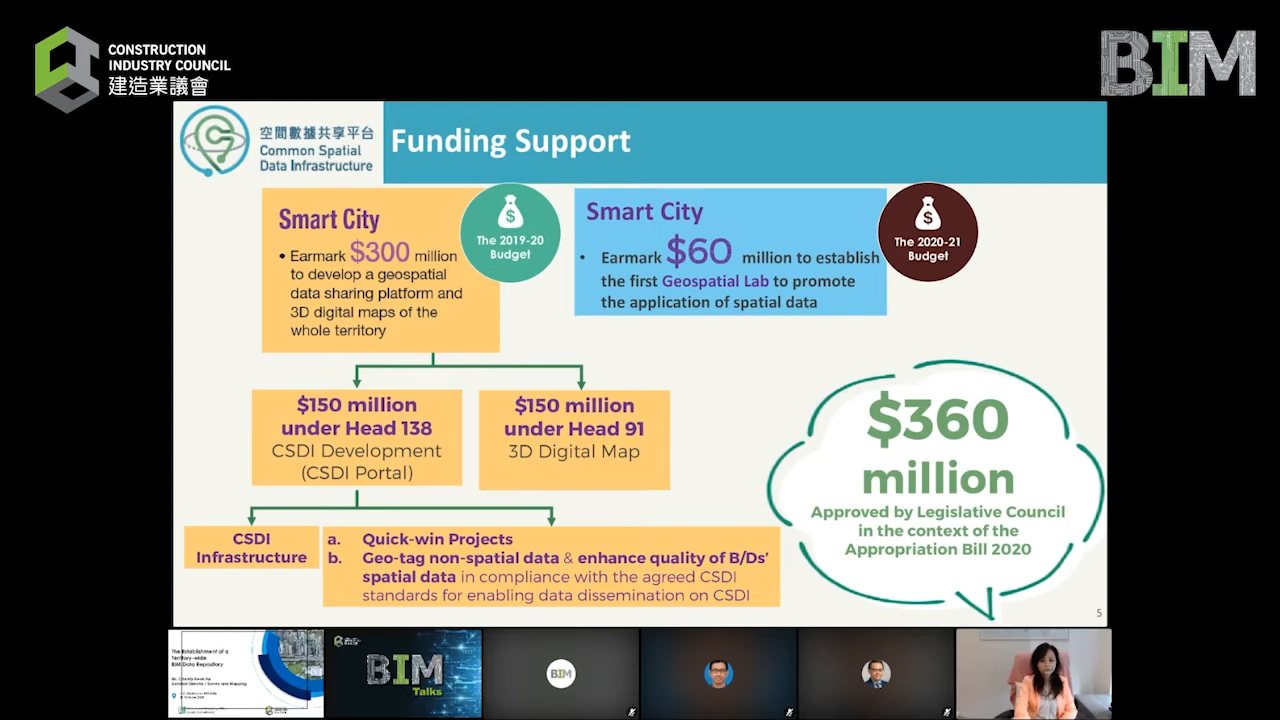 CONSTRUCTION
INDUSTRY COUNCIL
建造業議會
BIM
空間數據共享平台
Common Spatial
Data Infrastructure
Funding Support
Smart City
• Earmark $300 million
to develop a geospatial
data sharing platform and
3D digital maps of the
whole territory
The 2019-20
Budget
Smart City
• Earmark $60 million to establish
the first Geospatial Lab to promote
the application of spatial data
The 2020-21
Budget
$150 million
under Head 138
CSDI Development
(CSDI Portal)
$150 million
under Head 91
3D Digital Map
CSDI
Infrastructure
a. Quick-win Projects
b. Geo-tag non-spatial data & enhance quality of B/Ds'
spatial data in compliance with the agreed CSDI
standards for enabling data dissemination on CSDI
$360
million
Approved by Legislative Council
in the context of the
Appropriation Bill 2020
5
The Establishment of a
Territory-wide
BIM Data Repository
BIM
Talks
BIM